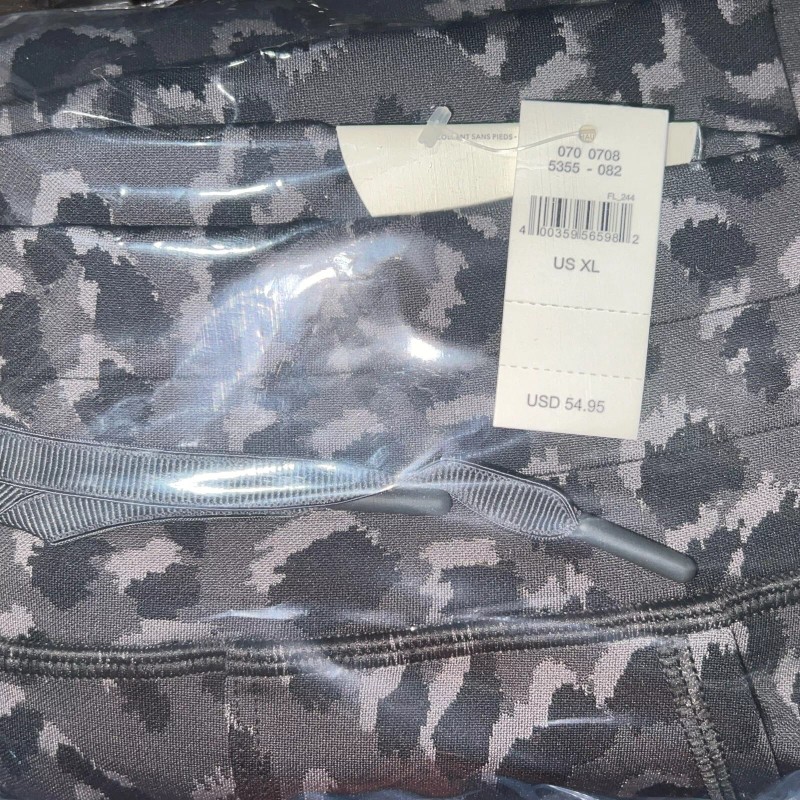 COLLANT SANS PIEDS
070 0708
5355 - 082
FL_244
4 00359 56598 2
US XL
USD 54.95